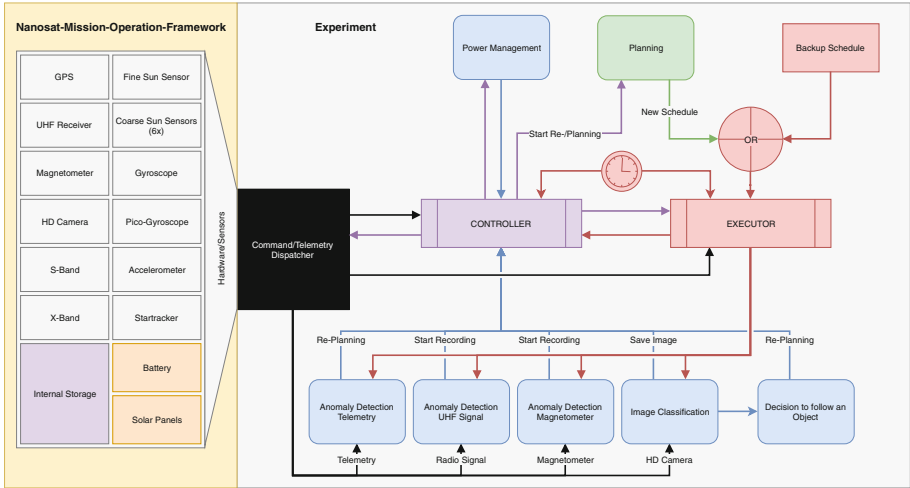 Nanosat-Mission-Operation-Framework
Experiment
GPS
Fine Sun Sensor
UHF Receiver
Coarse Sun Sensors
(6x)
Magnetometer
Gyroscope
HD Camera
Pico-Gyroscope
S-Band
Accelerometer
X-Band
Startracker
Internal Storage
Battery
Solar Panels
Hardware/Sensors
Command/Telemetry
Dispatcher
Power Management
Planning
Backup Schedule
New Schedule
Start Re-/Planning
OR
CONTROLLER
EXECUTOR
Re-Planning
Start Recording
Start Recording
Save Image
Re-Planning
Anomaly Detection
Telemetry
Anomaly Detection
UHF Signal
Anomaly Detection
Magnetometer
Image Classification
Decision to follow an
Object
Telemetry
Radio Signal
Magnetometer
HD Camera